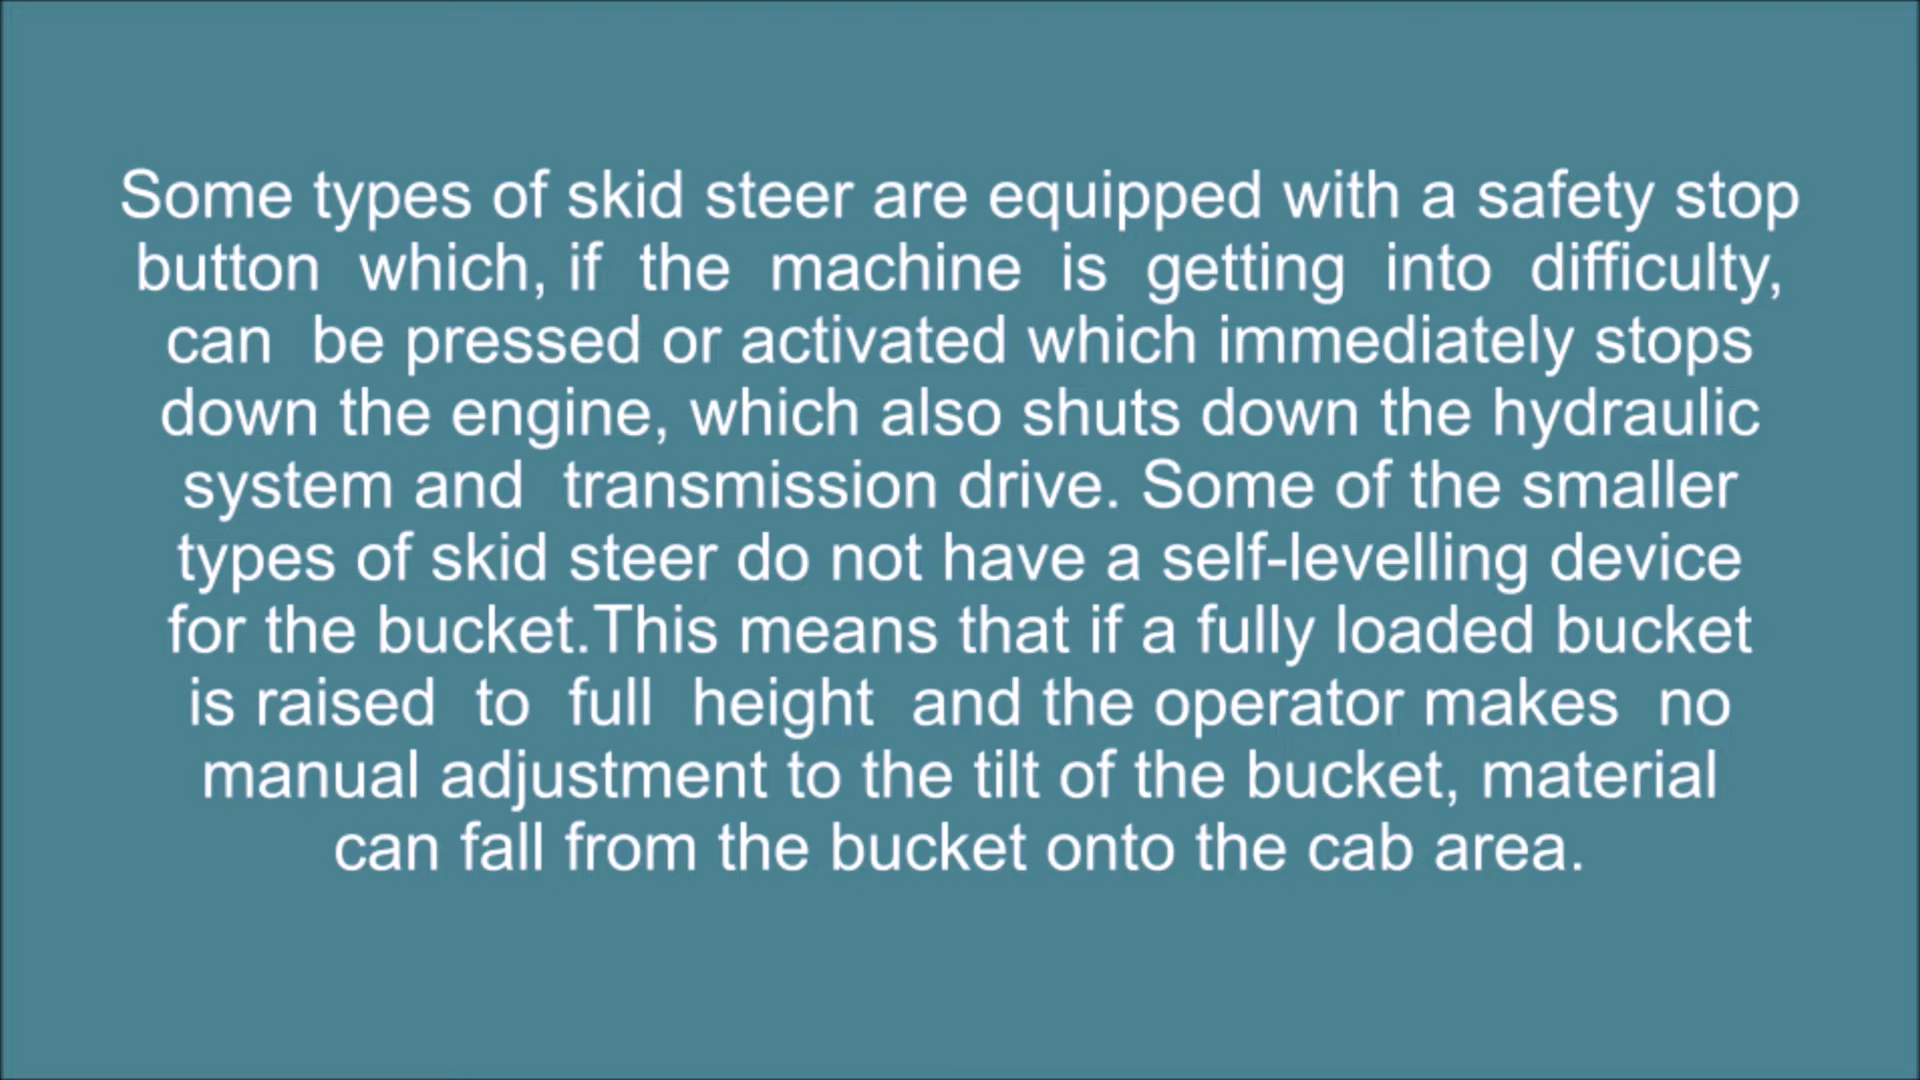 Some types of skid steer are equipped with a safety stop
button which, if the machine is getting into difficulty,
can be pressed or activated which immediately stops
down the engine, which also shuts down the hydraulic
system and transmission drive. Some of the smaller
types of skid steer do not have a self-levelling device
for the bucket.This means that if a fully loaded bucket
is raised to full height and the operator makes no
manual adjustment to the tilt of the bucket, material
can fall from the bucket onto the cab area.